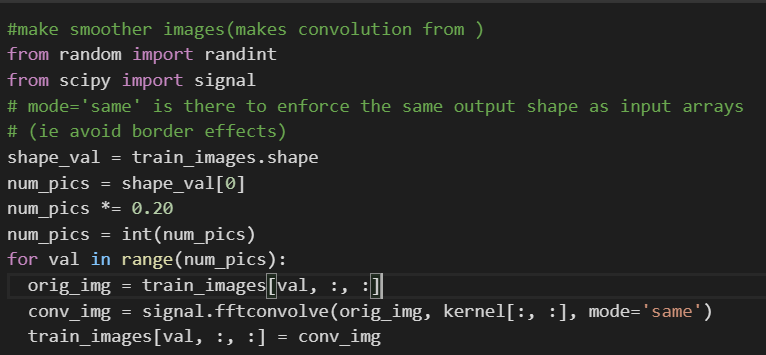 #make smoother images(makes convolution from )
from random import randint
from scipy import signal
# mode='same' is there to enforce the same output shape as input arrays
# (ie avoid border effects)
shape_val = train_images.shape
num_pics = shape_val[0]
num_pics *= 0.20
num_pics = int(num_pics)
for val in range(num_pics):
  orig_img = train_images[val, :, :]
  conv_img = signal.fftconvolve(orig_img, kernel[:, :], mode='same')
  train_images[val, :, :] = conv_img